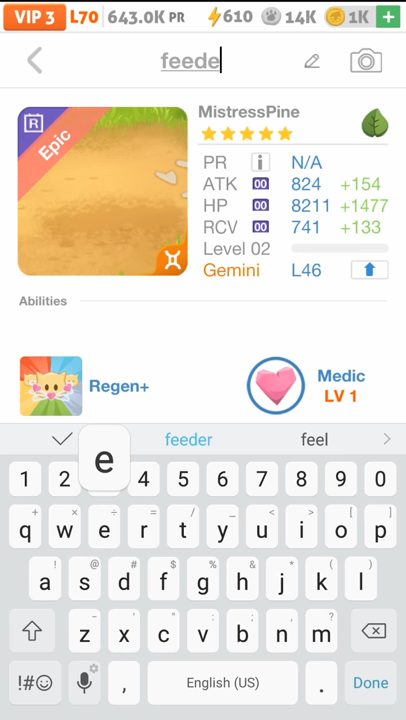 VIP 3 L70 643.0K PR 610 14K 1K +
feede
MistressPine
R
Epic
PR i N/A
ATK 00 824 +154
HP 00 8211 +1477
RCV 00 741 +133
Level 02
Gemini L46
Abilities
Regen+
Medic
LV 1
e feeder feel
1 2 4 5 6 7 8 9 0
+ × ÷ = / _ < > [ ]
q w e r t y u i o p
! @ # $ % ^ & * ( )
a s d f g h j k l
- ' " : ; , ?
z x c v b n m
!#☺ , English (US) . Done